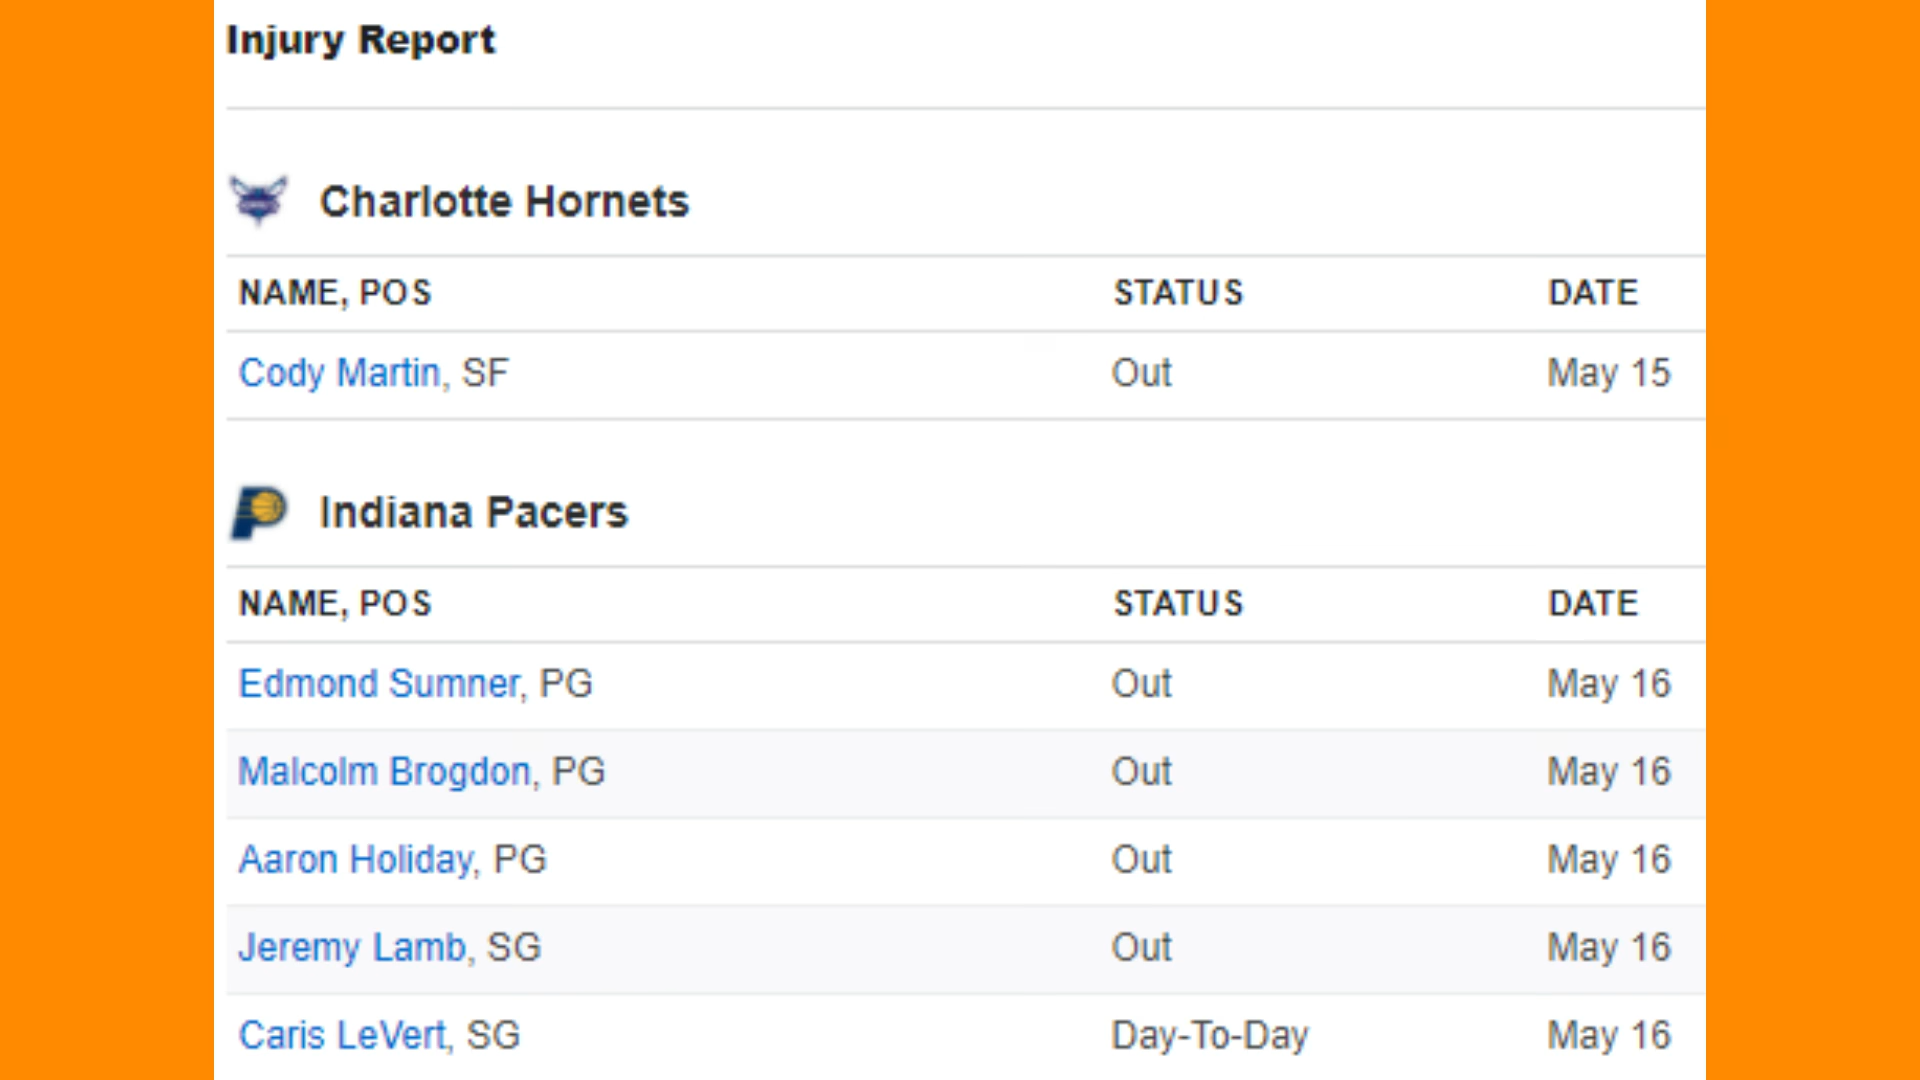 Injury Report
Charlotte Hornets
NAME, POS STATUS DATE
Cody Martin, SF Out May 15
Indiana Pacers
NAME, POS STATUS DATE
Edmond Sumner, PG Out May 16
Malcolm Brogdon, PG Out May 16
Aaron Holiday, PG Out May 16
Jeremy Lamb, SG Out May 16
Caris LeVert, SG Day-To-Day May 16